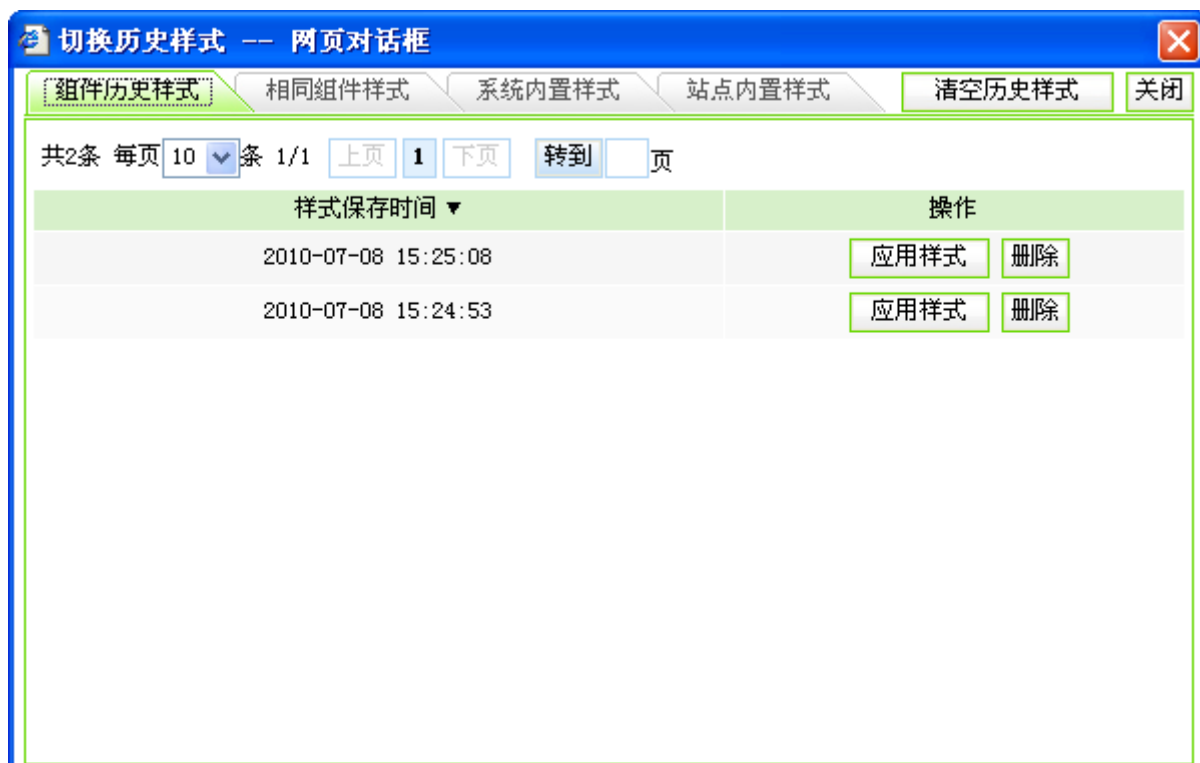 切换历史样式 -- 网页对话框
组件历史样式 相同组件样式 系统内置样式 站点内置样式 清空历史样式 关闭
共2条 每页 10 条 1/1 上页 1 下页 转到 页
样式保存时间▼ 操作
2010-07-08 15:25:08 应用样式 删除
2010-07-08 15:24:53 应用样式 删除